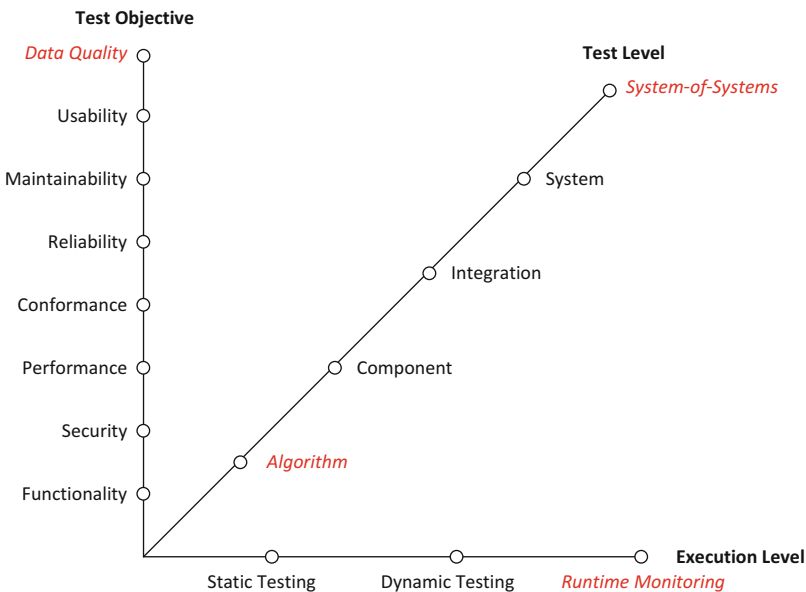 Test Objective
Data Quality
Test Level
System-of-Systems
Usability
Maintainability
System
Reliability
Integration
Conformance
Performance
Component
Security
Algorithm
Functionality
Execution Level
Static Testing
Dynamic Testing
Runtime Monitoring